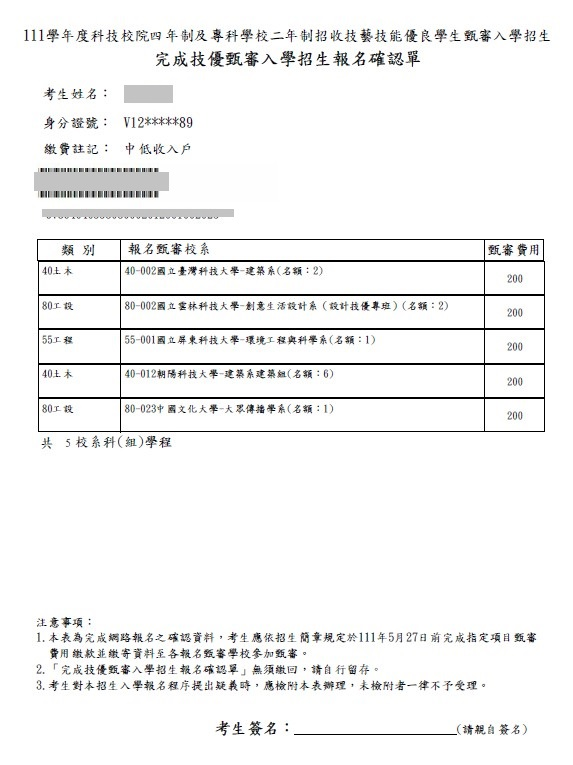 111學年度科技校院四年制及專科學校二年制招收技藝技能優良學生甄審入學招生
完成技優甄審入學招生報名確認單
考生姓名：
身分證號： V12*****89
繳費註記： 中低收入戶
類 別 報名甄審校系 甄審費用
40土木 40-002國立臺灣科技大學-建築系(名額：2) 200
80工設 80-002國立雲林科技大學-創意生活設計系（設計技優專班）(名額：2) 200
55工程 55-001國立屏東科技大學-環境工程與科學系(名額：1) 200
40土木 40-012朝陽科技大學-建築系建築組(名額：6) 200
80工設 80-023中國文化大學-大眾傳播學系(名額：1) 200
共 5 校系科(組)學程
注意事項：
1.本表為完成網路報名之確認資料，考生應依招生簡章規定於111年5月27日前完成指定項目甄審
費用繳款並繳寄資料至各報名甄審學校參加甄審。
2.「完成技優甄審入學招生報名確認單」無須繳回，請自行留存。
3.考生對本招生入學報名程序提出疑義時，應檢附本表辦理，未檢附者一律不予受理。
考生簽名：(請親自簽名)